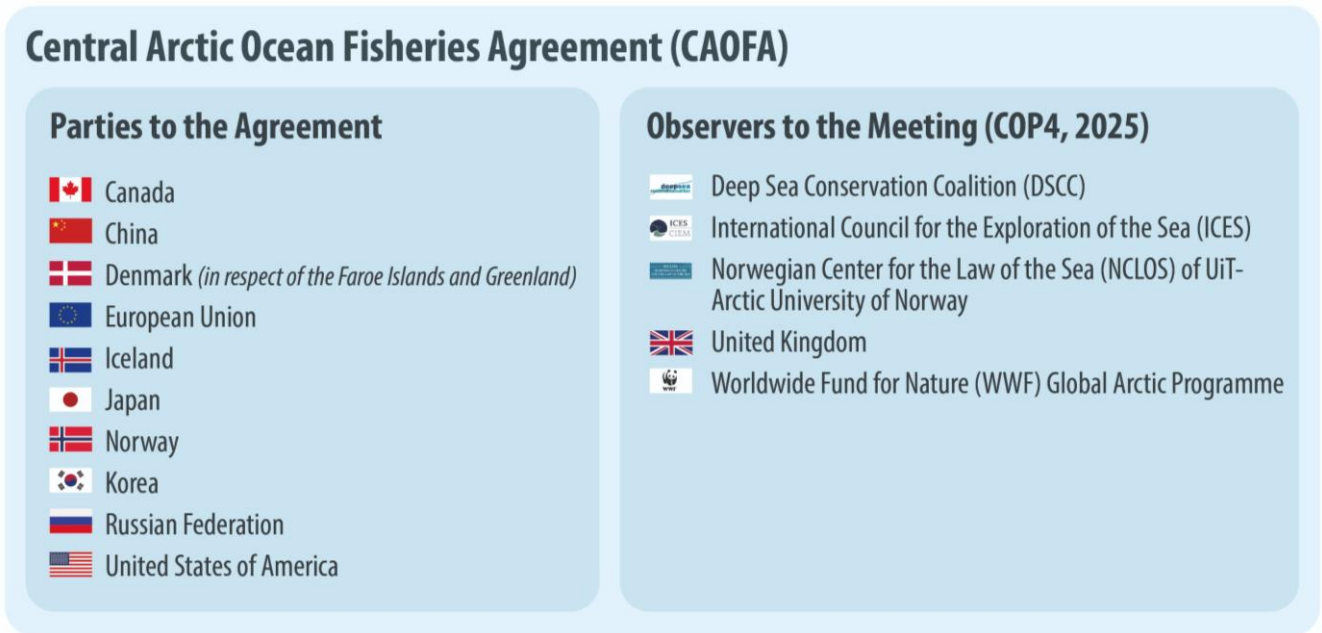 Central Arctic Ocean Fisheries Agreement (CAOFA)
Parties to the Agreement
Canada
China
Denmark (in respect of the Faroe Islands and Greenland)
European Union
Iceland
Japan
Norway
Korea
Russian Federation
United States of America
Observers to the Meeting (COP4, 2025)
deepsea
Deep Sea Conservation Coalition (DSCC)
ICES
CIEM
International Council for the Exploration of the Sea (ICES)
Norwegian Center for the Law of the Sea (NCLOS) of UiT-
Arctic University of Norway
United Kingdom
WWF
Worldwide Fund for Nature (WWF) Global Arctic Programme